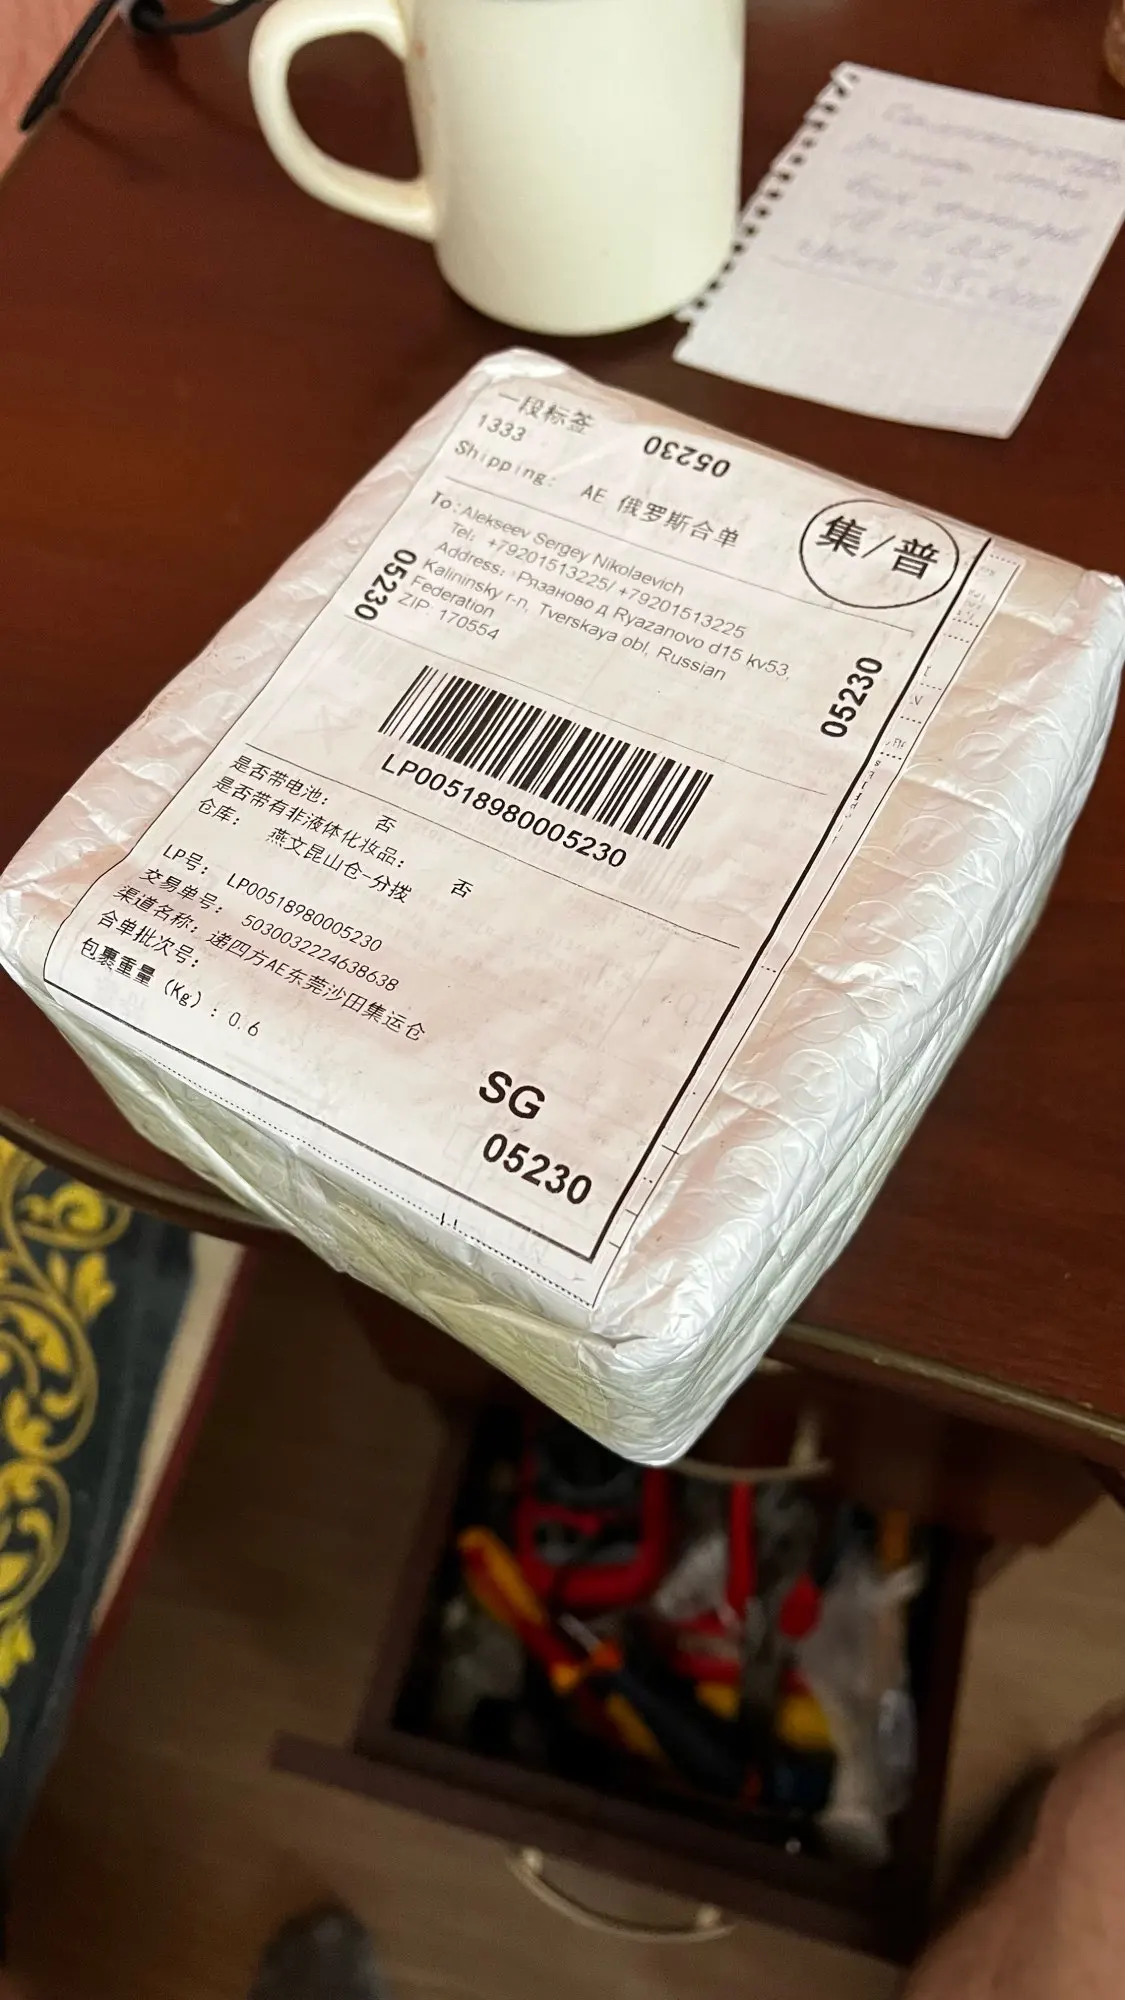 一段标签
1333
05230
Shipping: AE 俄罗斯合单
集/普
To: Alekseev Sergey Nikolaevich
Tel: +79201513225/ +79201513225
Address: Рязаново д Ryazanovo d15 kv53,
Kalininsky r-n, Tverskaya obl, Russian
Federation
ZIP: 170554
05230
05230
LP00518980005230
是否带电池: 否
是否带有非液体化妆品: 否
仓库: 燕文昆山仓-分拨
LP号: LP00518980005230
交易单号: 5030032224638638
渠道名称: 递四方AE东莞沙田集运仓
合单批次号:
包裹重量 (Kg): 0.6
SG
05230